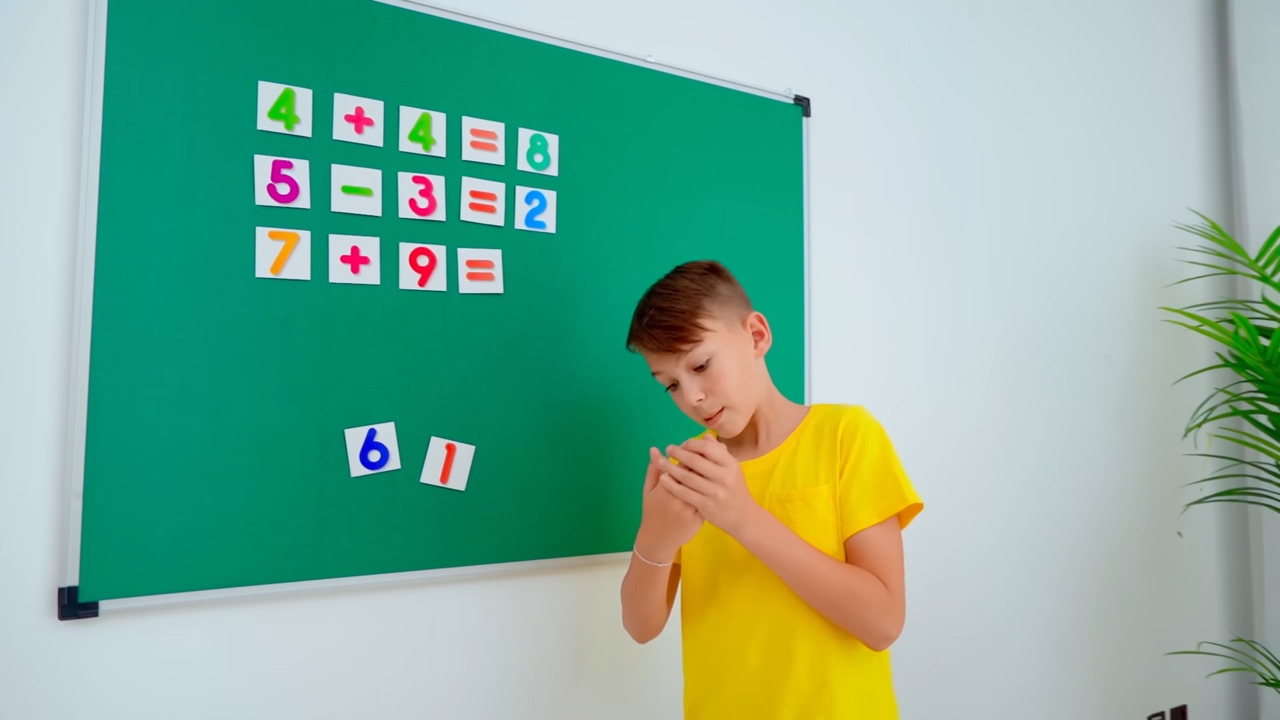 4 + 4 = 8
5 - 3 = 2
7 + 9 =
6 1